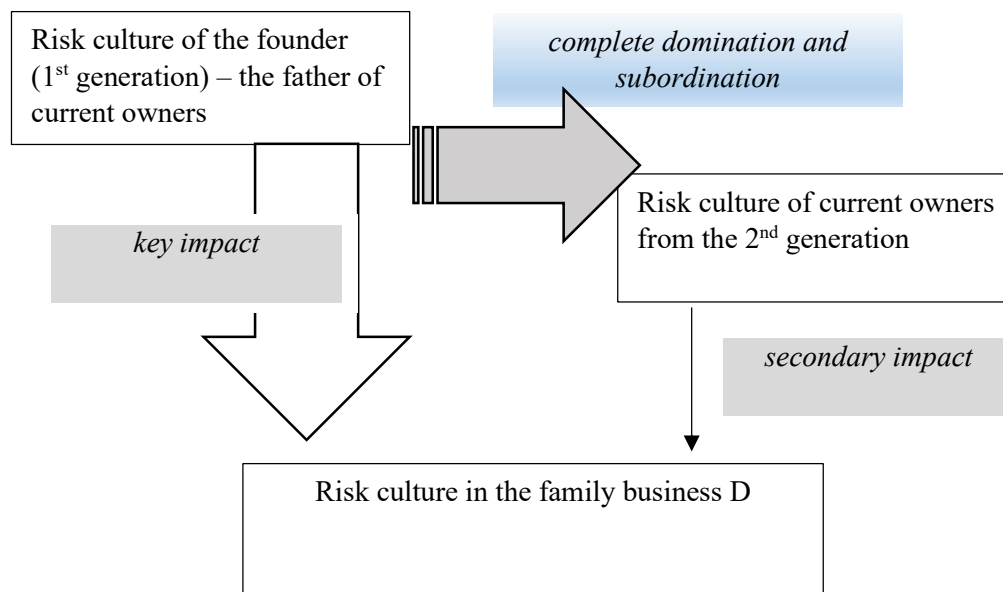 Risk culture of the founder
(1st generation) – the father of
current owners
complete domination and
subordination
Risk culture of current owners
from the 2nd generation
key impact
secondary impact
Risk culture in the family business D